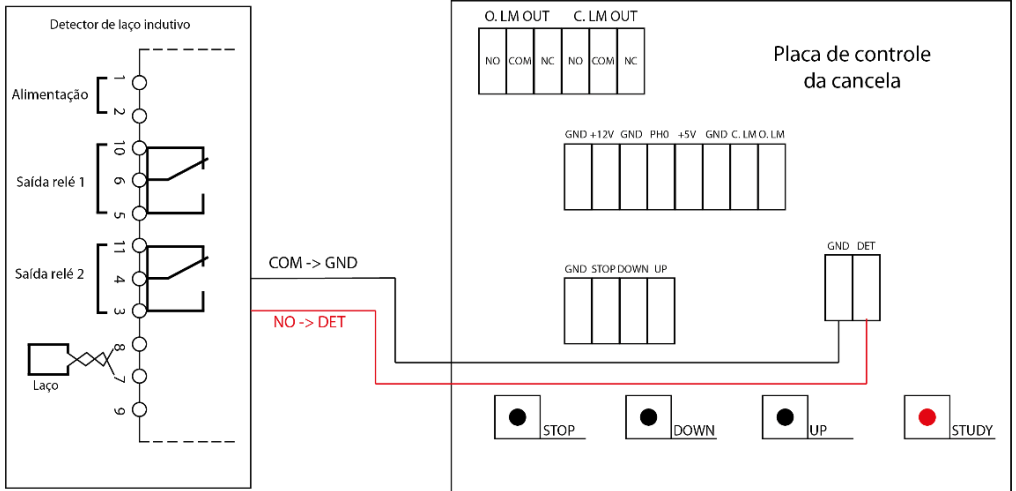 Detector de laço indutivo
Alimentação
1
2
Saída relé 1
10
6
5
Saída relé 2
11
4
3
Laço
8
7
9
COM -> GND
NO -> DET
O. LM OUT C. LM OUT
NO COM NC NO COM NC
Placa de controle
da cancela
GND +12V GND PH0 +5V GND C. LM O. LM
GND STOP DOWN UP
GND DET
STOP
DOWN
UP
STUDY